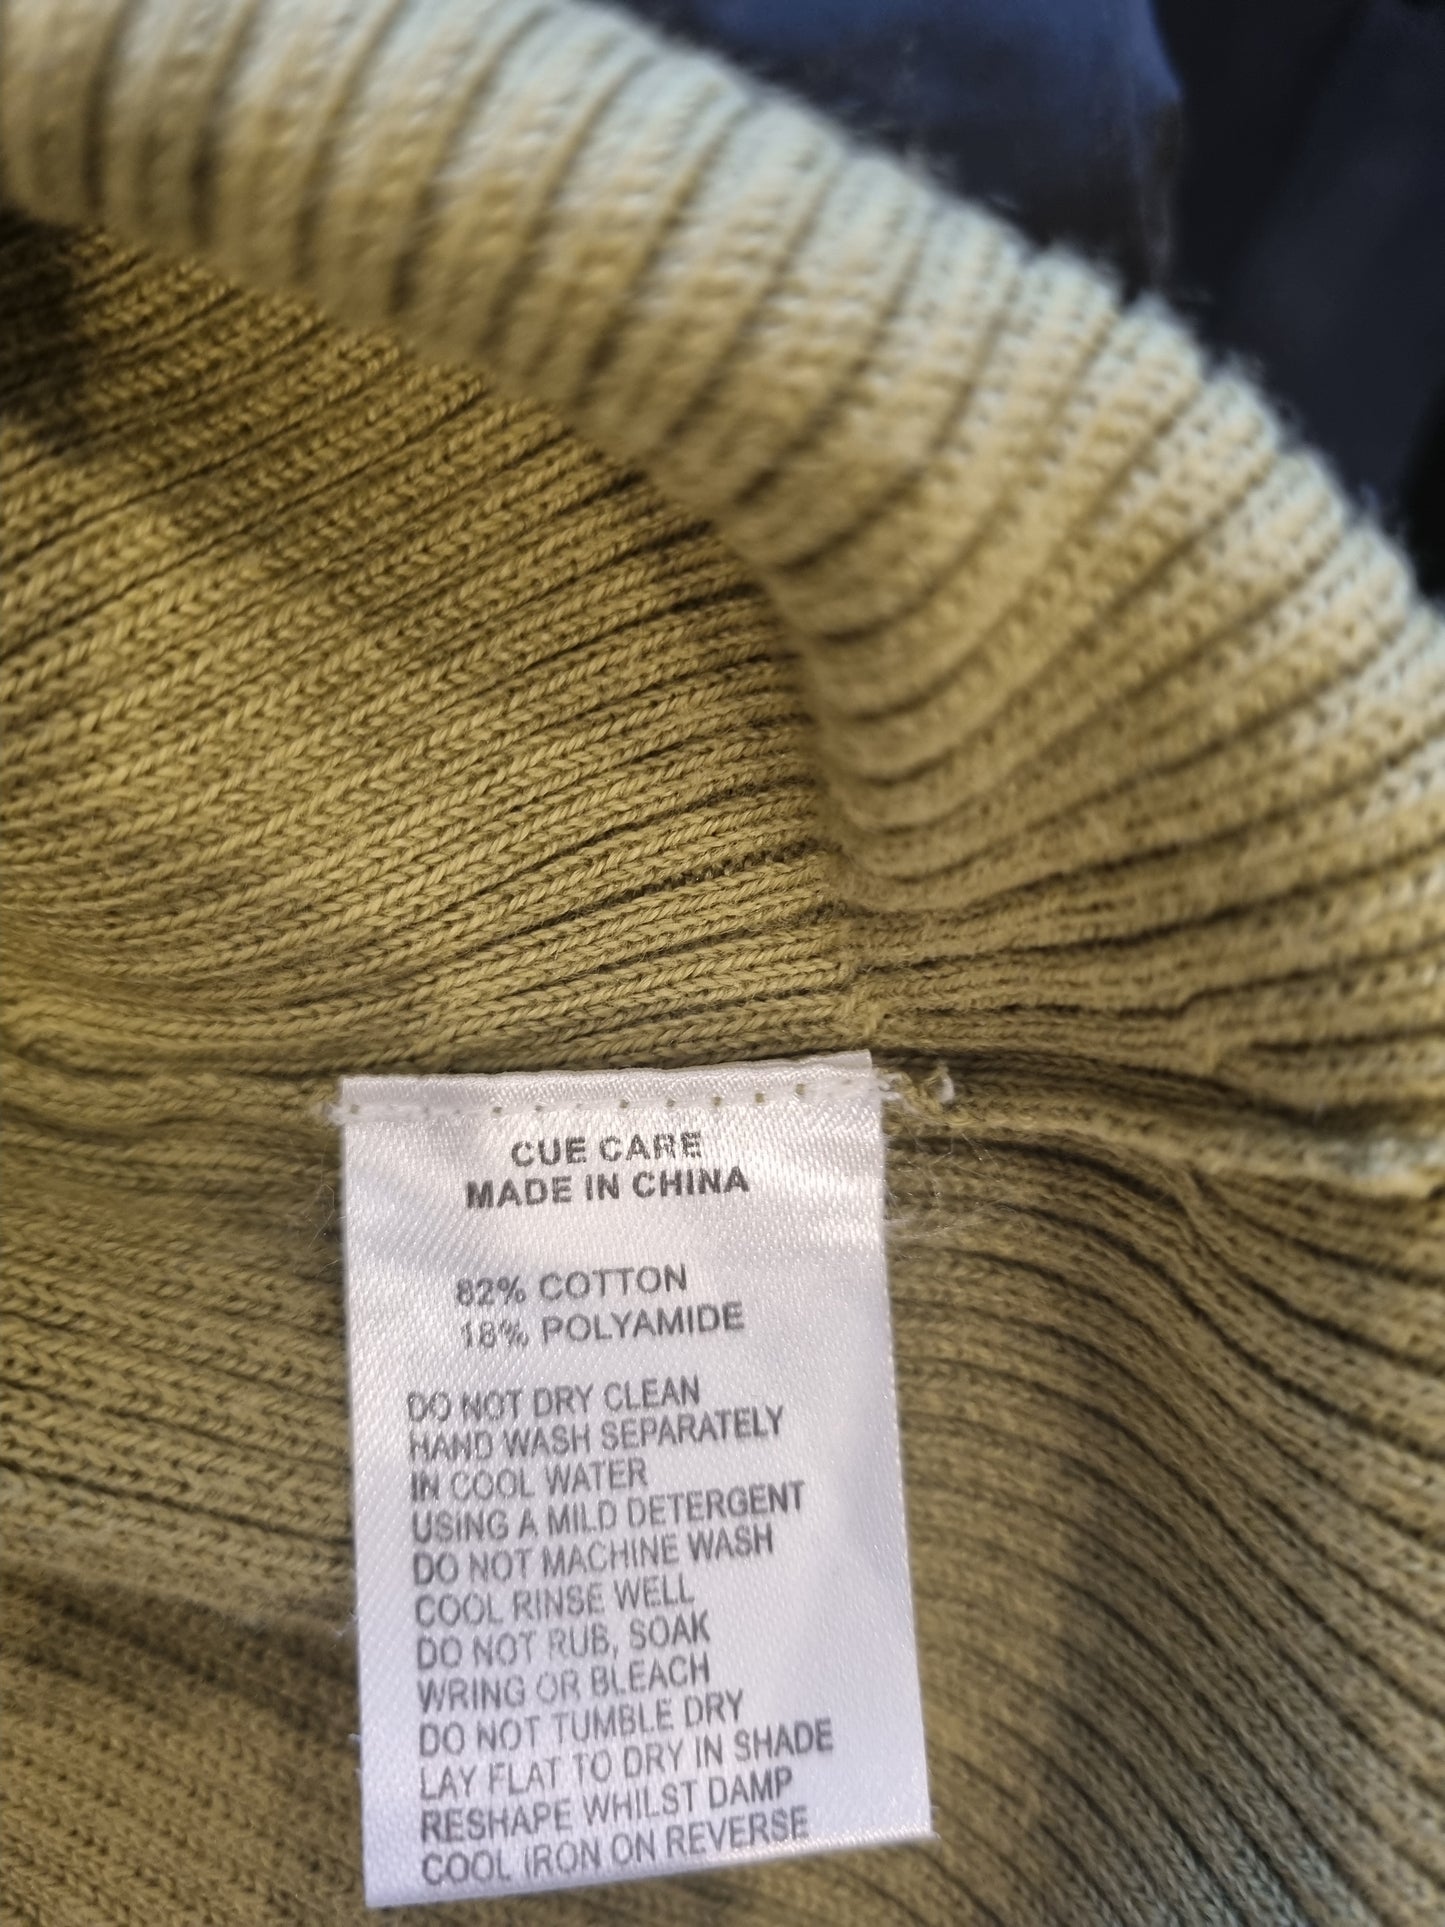 CUE CARE
MADE IN CHINA
82% COTTON
18% POLYAMIDE
DO NOT DRY CLEAN
HAND WASH SEPARATELY
IN COOL WATER
USING A MILD DETERGENT
DO NOT MACHINE WASH
COOL RINSE WELL
DO NOT RUB, SOAK
WRING OR BLEACH
DO NOT TUMBLE DRY
LAY FLAT TO DRY IN SHADE
RESHAPE WHILST DAMP
COOL IRON ON REVERSE